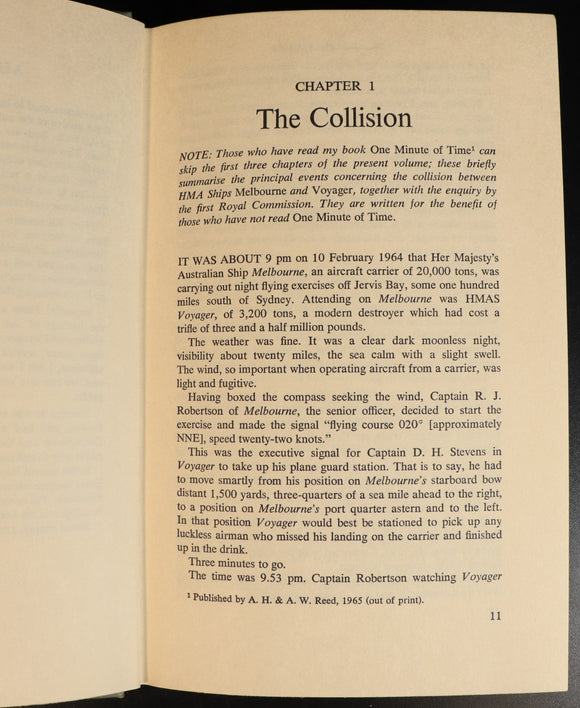 CHAPTER 1
The Collision
NOTE: Those who have read my book One Minute of Time¹ can
skip the first three chapters of the present volume; these briefly
summarise the principal events concerning the collision between
HMA Ships Melbourne and Voyager, together with the enquiry by
the first Royal Commission. They are written for the benefit of
those who have not read One Minute of Time.
IT WAS ABOUT 9 pm on 10 February 1964 that Her Majesty's
Australian Ship Melbourne, an aircraft carrier of 20,000 tons, was
carrying out night flying exercises off Jervis Bay, some one hundred
miles south of Sydney. Attending on Melbourne was HMAS
Voyager, of 3,200 tons, a modern destroyer which had cost a
trifle of three and a half million pounds.
The weather was fine. It was a clear dark moonless night,
visibility about twenty miles, the sea calm with a slight swell.
The wind, so important when operating aircraft from a carrier, was
light and fugitive.
Having boxed the compass seeking the wind, Captain R. J.
Robertson of Melbourne, the senior officer, decided to start the
exercise and made the signal "flying course 020° [approximately
NNE], speed twenty-two knots."
This was the executive signal for Captain D. H. Stevens in
Voyager to take up his plane guard station. That is to say, he had
to move smartly from his position on Melbourne's starboard bow
distant 1,500 yards, three-quarters of a sea mile ahead to the right,
to a position on Melbourne's port quarter astern and to the left.
In that position Voyager would best be stationed to pick up any
luckless airman who missed his landing on the carrier and finished
up in the drink.
Three minutes to go.
The time was 9.53 pm. Captain Robertson watching Voyager
¹ Published by A. H. & A. W. Reed, 1965 (out of print).
11